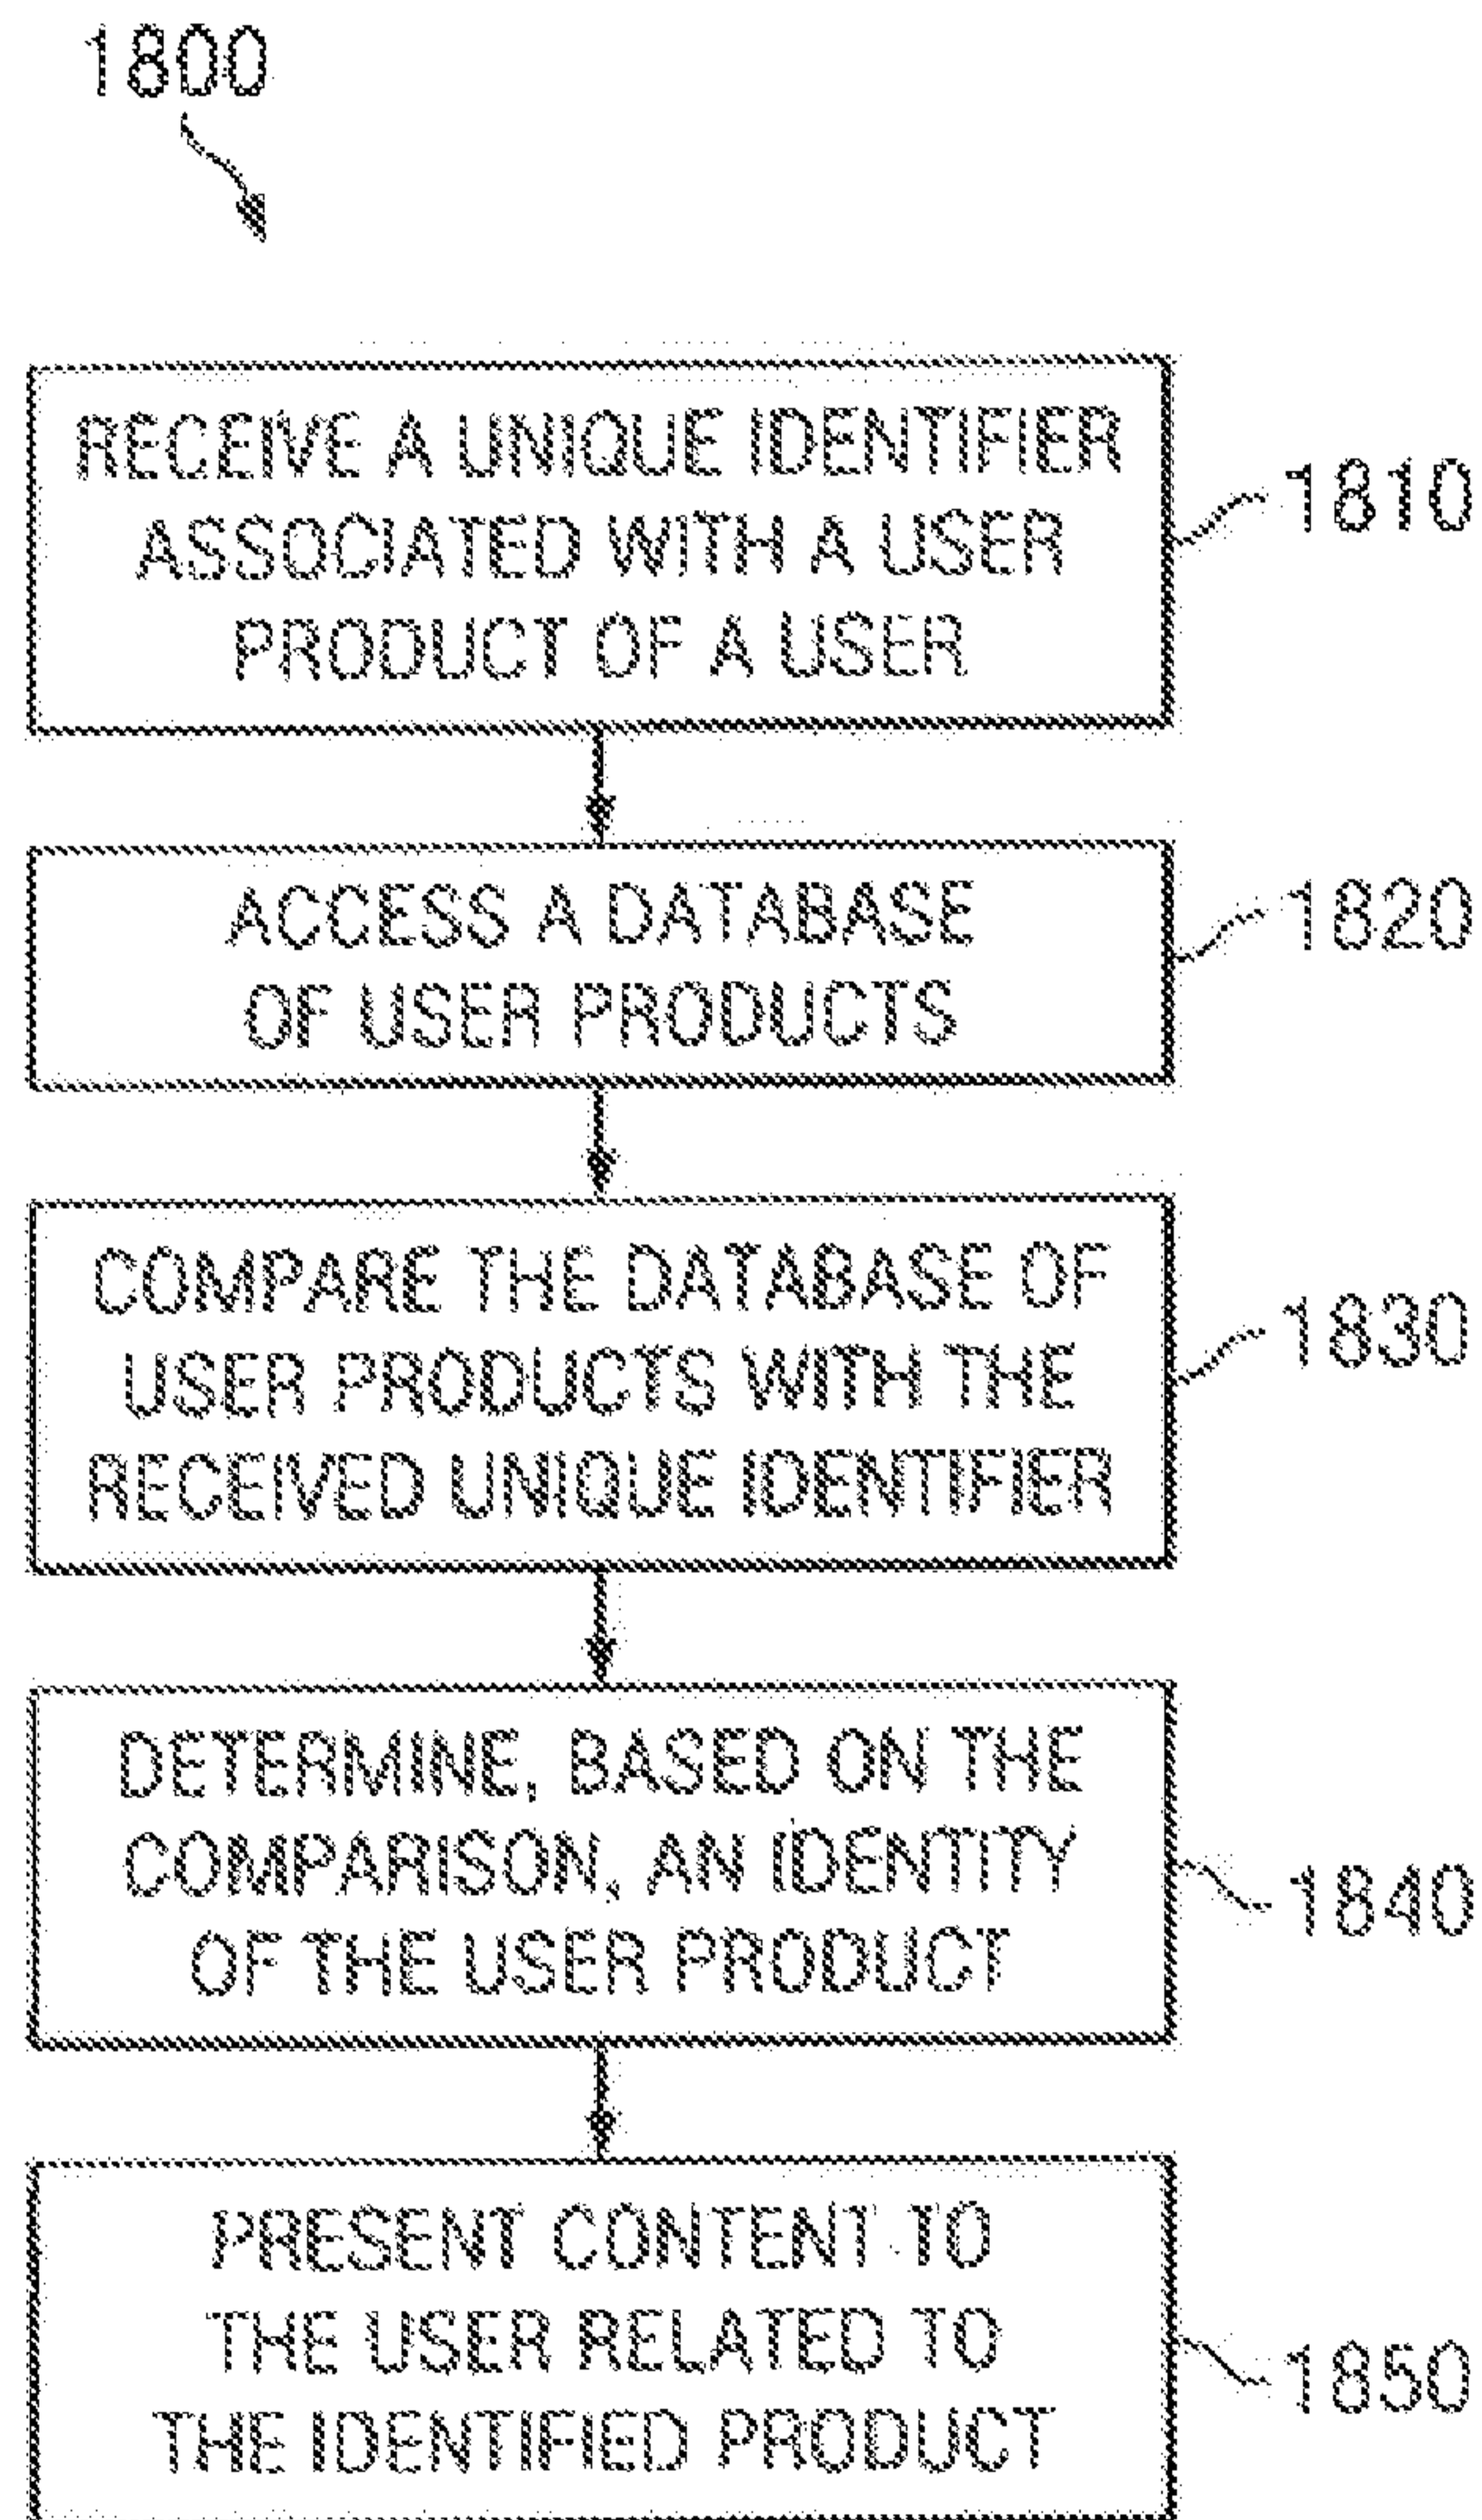 1800
RECEIVE A UNIQUE IDENTIFIER
ASSOCIATED WITH A USER
PRODUCT OF A USER
1810
ACCESS A DATABASE
OF USER PRODUCTS
1820
COMPARE THE DATABASE OF
USER PRODUCTS WITH THE
RECEIVED UNIQUE IDENTIFIER
1830
DETERMINE, BASED ON THE
COMPARISON, AN IDENTITY
OF THE USER PRODUCT
1840
PRESENT CONTENT TO
THE USER RELATED TO
THE IDENTIFIED PRODUCT
1850